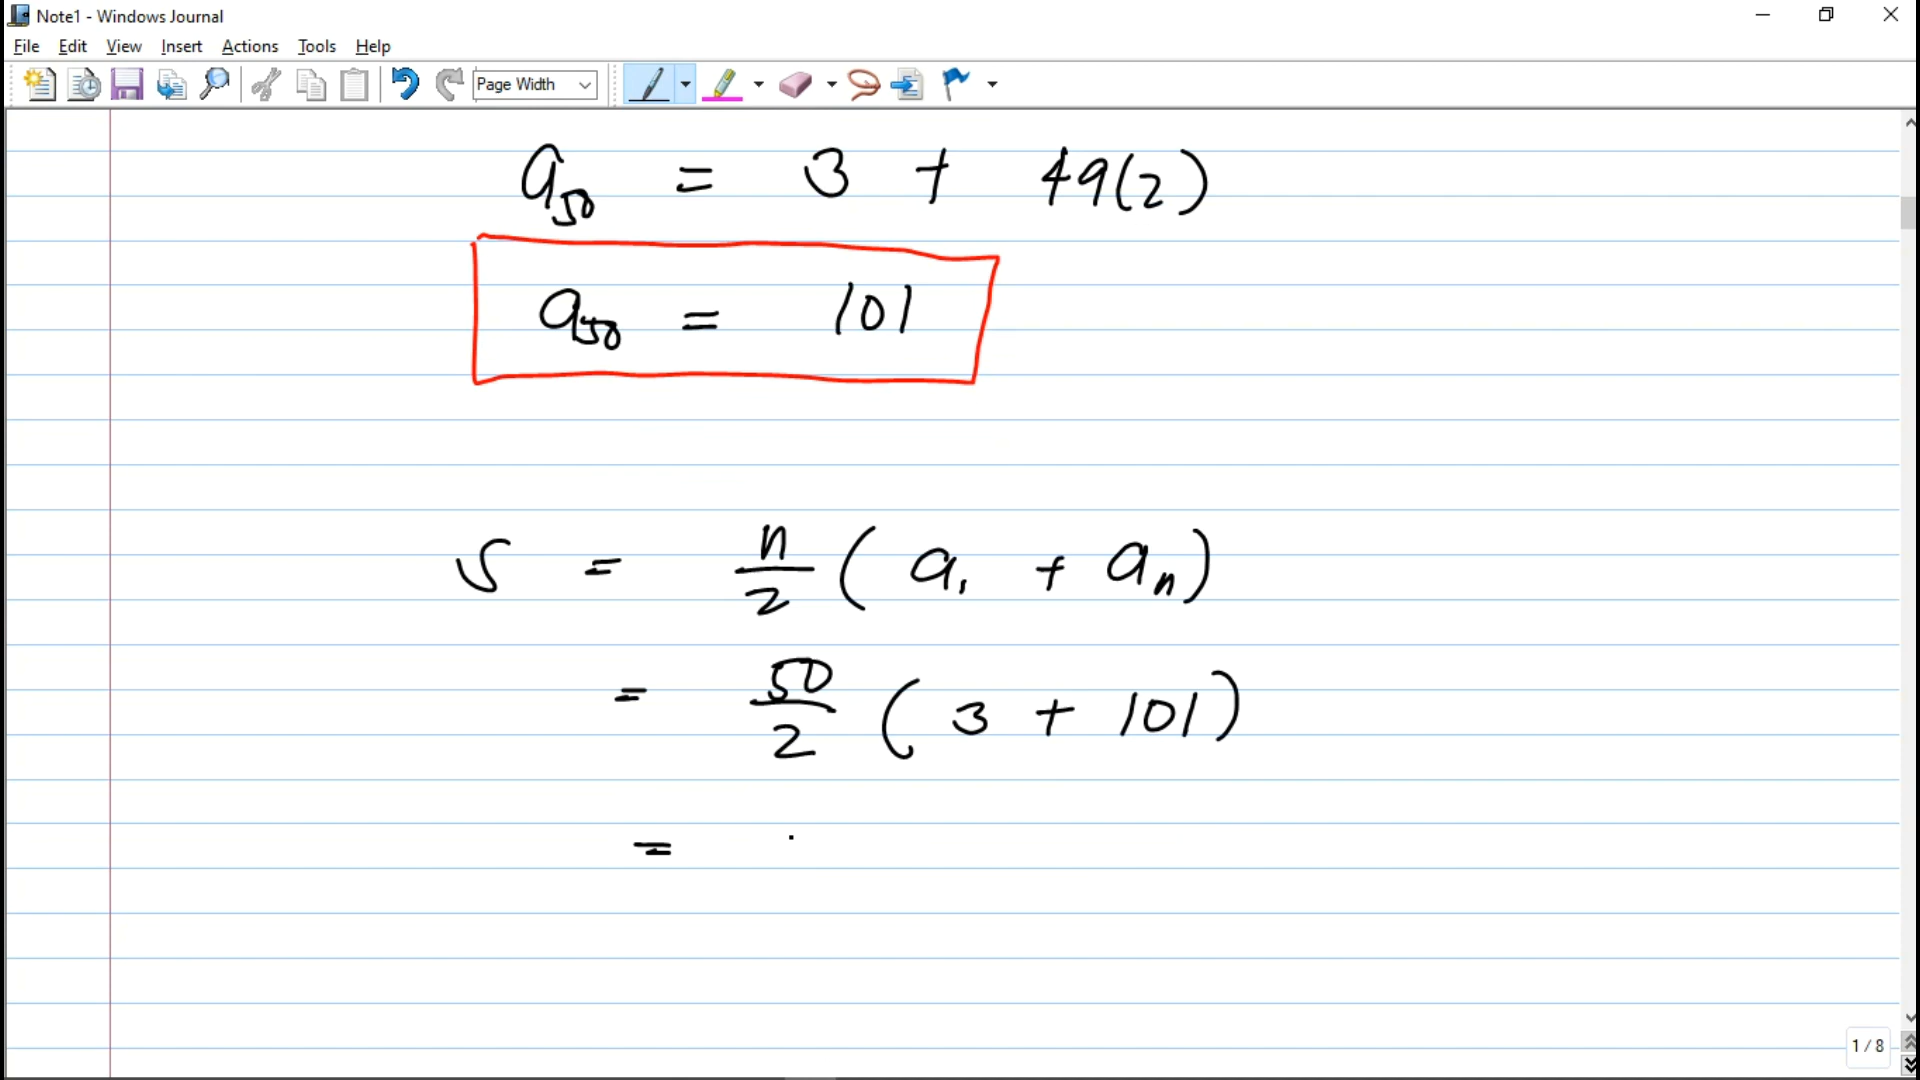 Note1 - Windows Journal
File Edit View Insert Actions Tools Help
Page Width
a₅₀ = 3 + 49(2)
a₅₀ = 101
S = n/2 ( a₁ + aₙ)
= 50/2 ( 3 + 101)
=
1 / 8